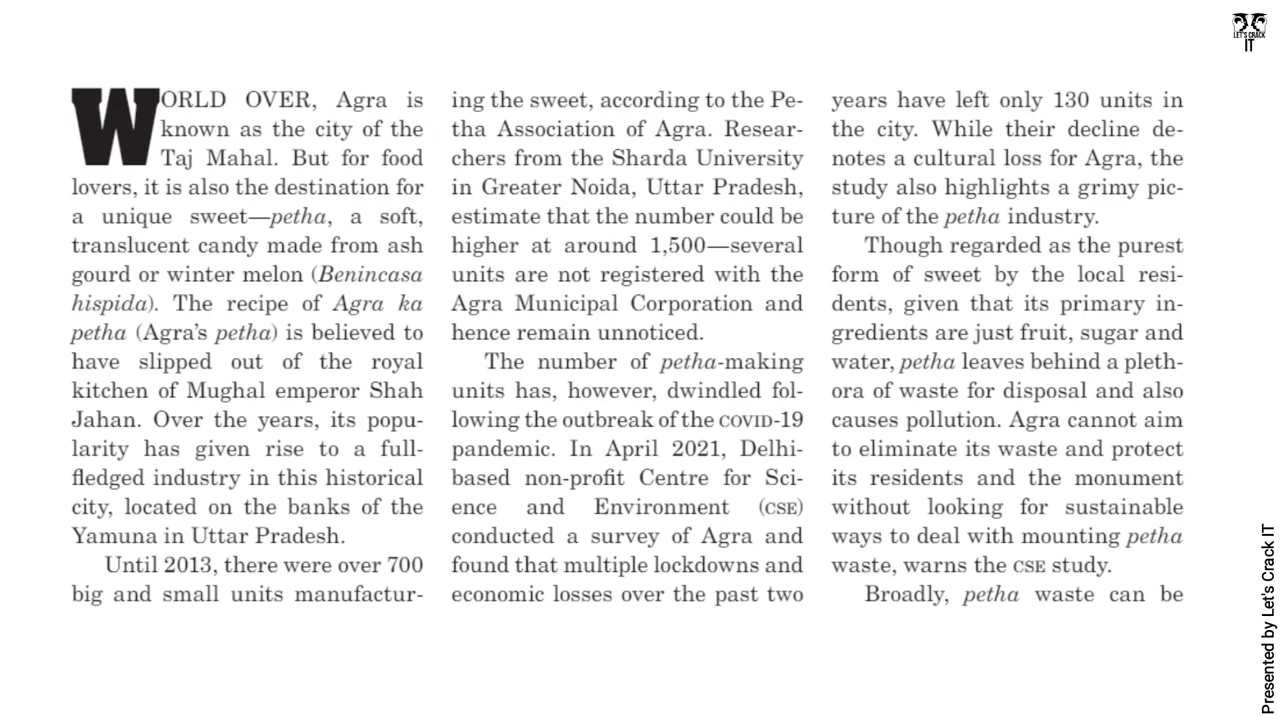 LET'S CRACK
IT
WORLD OVER, Agra is
known as the city of the
Taj Mahal. But for food
lovers, it is also the destination for
a unique sweet—petha, a soft,
translucent candy made from ash
gourd or winter melon (Benincasa
hispida). The recipe of Agra ka
petha (Agra's petha) is believed to
have slipped out of the royal
kitchen of Mughal emperor Shah
Jahan. Over the years, its popu-
larity has given rise to a full-
fledged industry in this historical
city, located on the banks of the
Yamuna in Uttar Pradesh.
Until 2013, there were over 700
big and small units manufactur-
ing the sweet, according to the Pe-
tha Association of Agra. Resear-
chers from the Sharda University
in Greater Noida, Uttar Pradesh,
estimate that the number could be
higher at around 1,500—several
units are not registered with the
Agra Municipal Corporation and
hence remain unnoticed.
The number of petha-making
units has, however, dwindled fol-
lowing the outbreak of the COVID-19
pandemic. In April 2021, Delhi-
based non-profit Centre for Sci-
ence and Environment (CSE)
conducted a survey of Agra and
found that multiple lockdowns and
economic losses over the past two
years have left only 130 units in
the city. While their decline de-
notes a cultural loss for Agra, the
study also highlights a grimy pic-
ture of the petha industry.
Though regarded as the purest
form of sweet by the local resi-
dents, given that its primary in-
gredients are just fruit, sugar and
water, petha leaves behind a pleth-
ora of waste for disposal and also
causes pollution. Agra cannot aim
to eliminate its waste and protect
its residents and the monument
without looking for sustainable
ways to deal with mounting petha
waste, warns the CSE study.
Broadly, petha waste can be
Presented by Let's Crack IT